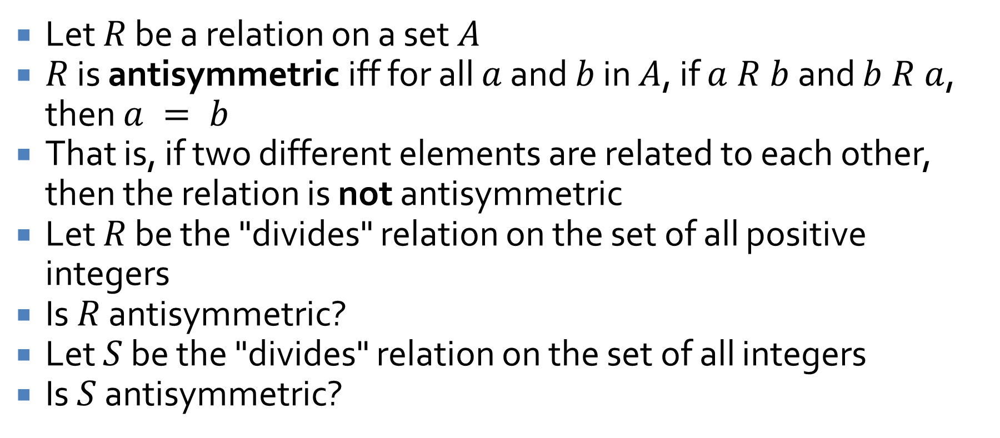 ▪ Let R be a relation on a set A
▪ R is antisymmetric iff for all a and b in A, if a R b and b R a,
then a = b
▪ That is, if two different elements are related to each other,
then the relation is not antisymmetric
▪ Let R be the "divides" relation on the set of all positive
integers
▪ Is R antisymmetric?
▪ Let S be the "divides" relation on the set of all integers
▪ Is S antisymmetric?